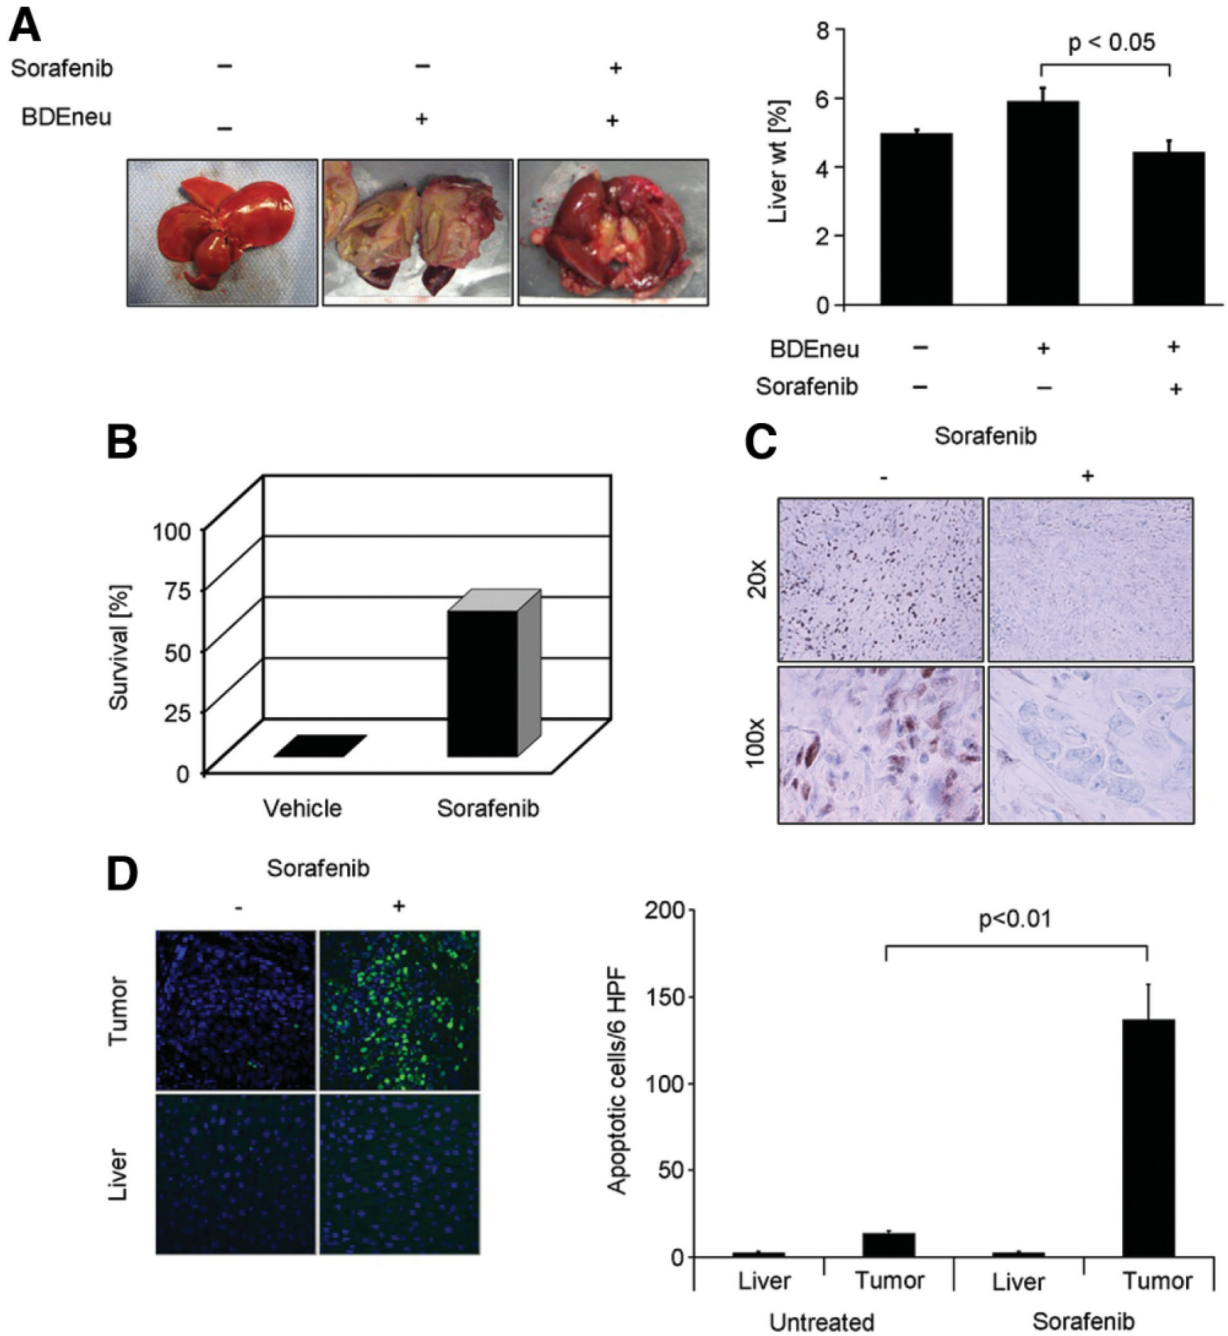 A
Sorafenib – – +
BDEneu – + +
8
6
4
2
0
Liver wt [%]
p < 0.05
BDEneu – + +
Sorafenib – – +
B
100
75
50
25
0
Survival [%]
Vehicle Sorafenib
C
Sorafenib
- +
20x
100x
D
Sorafenib
- +
Tumor
Liver
200
150
100
50
0
Apoptotic cells/6 HPF
p<0.01
Liver Tumor Liver Tumor
Untreated Sorafenib